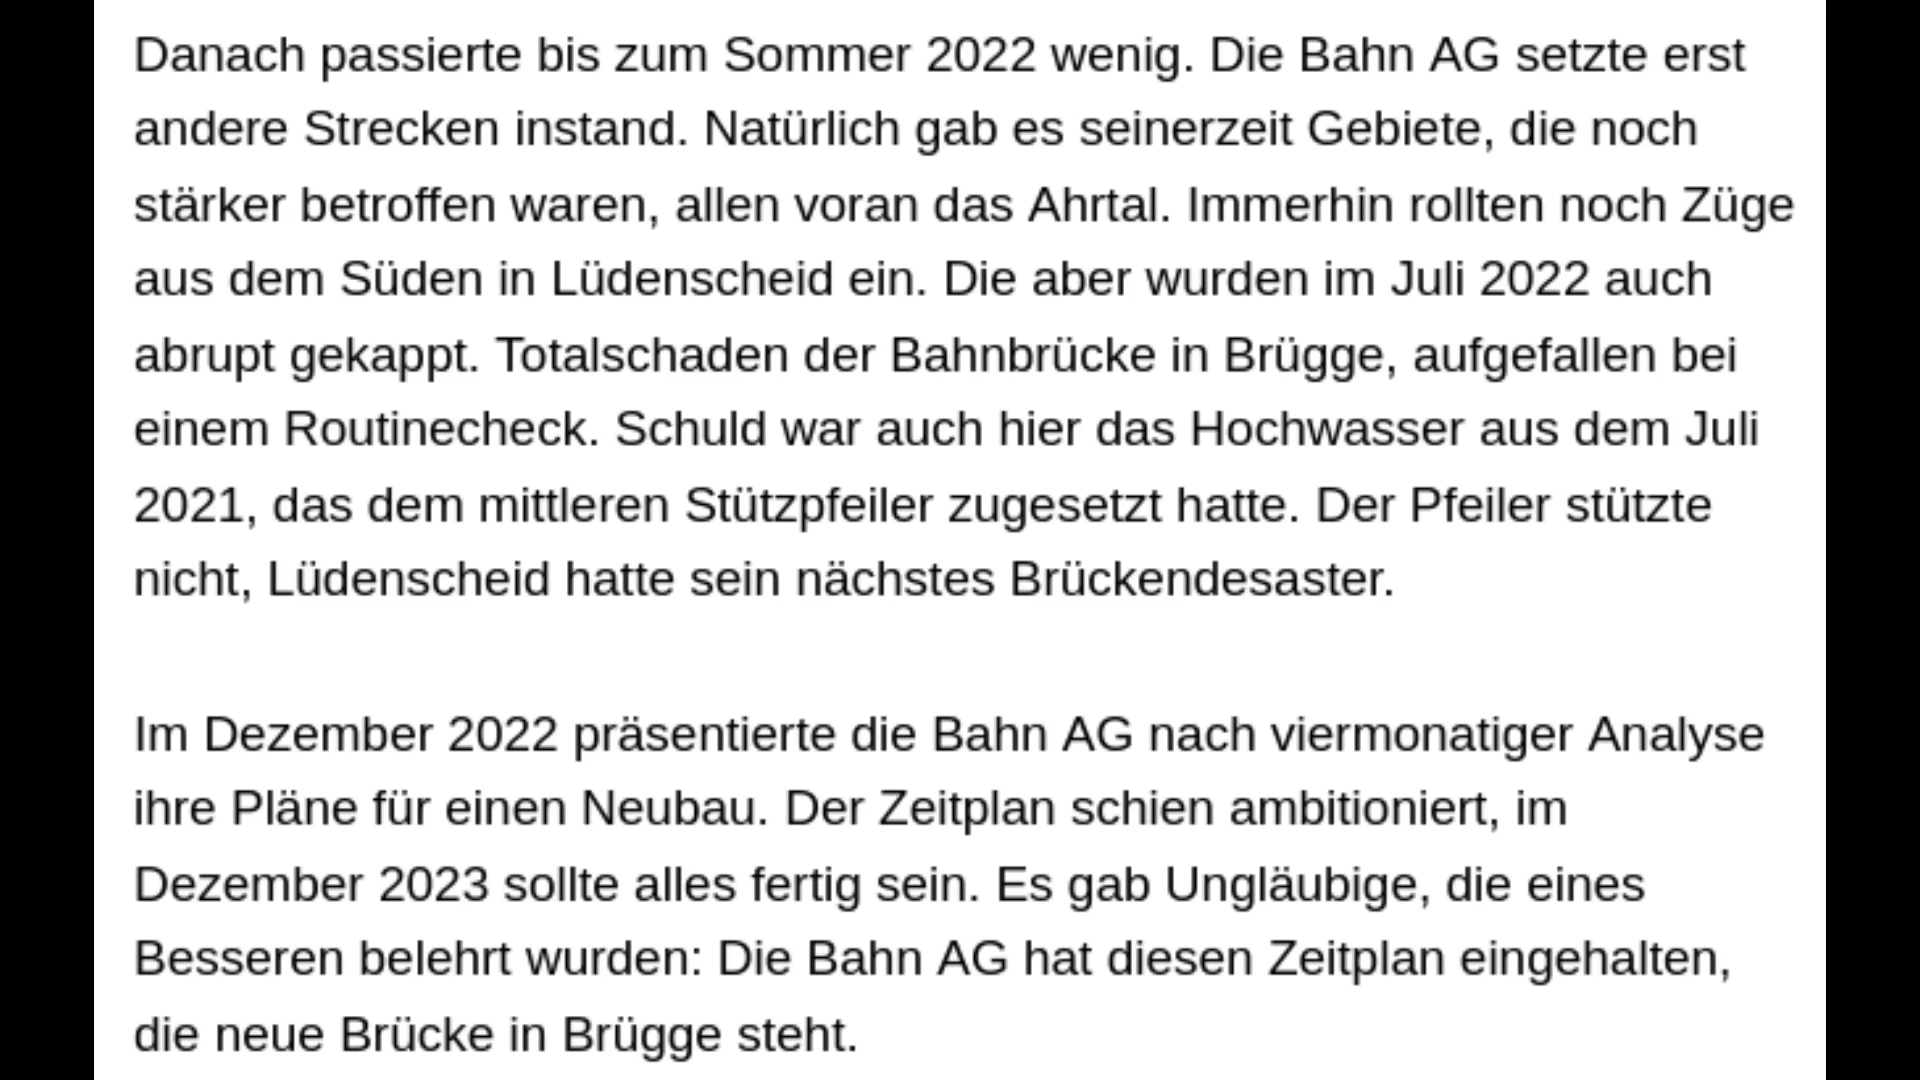 Danach passierte bis zum Sommer 2022 wenig. Die Bahn AG setzte erst
andere Strecken instand. Natürlich gab es seinerzeit Gebiete, die noch
stärker betroffen waren, allen voran das Ahrtal. Immerhin rollten noch Züge
aus dem Süden in Lüdenscheid ein. Die aber wurden im Juli 2022 auch
abrupt gekappt. Totalschaden der Bahnbrücke in Brügge, aufgefallen bei
einem Routinecheck. Schuld war auch hier das Hochwasser aus dem Juli
2021, das dem mittleren Stützpfeiler zugesetzt hatte. Der Pfeiler stützte
nicht, Lüdenscheid hatte sein nächstes Brückendesaster.
Im Dezember 2022 präsentierte die Bahn AG nach viermonatiger Analyse
ihre Pläne für einen Neubau. Der Zeitplan schien ambitioniert, im
Dezember 2023 sollte alles fertig sein. Es gab Ungläubige, die eines
Besseren belehrt wurden: Die Bahn AG hat diesen Zeitplan eingehalten,
die neue Brücke in Brügge steht.